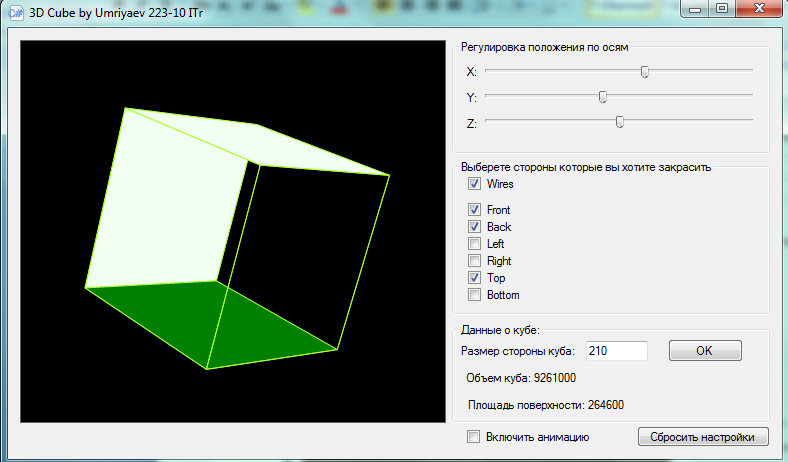 3D Cube by Umriyaev 223-10 ITr
Регулировка положения по осям
X:
Y:
Z:
Выберете стороны которые вы хотите закрасить
Wires
Front
Back
Left
Right
Top
Bottom
Данные о кубе:
Размер стороны куба: 210 OK
Объем куба: 9261000
Площадь поверхности: 264600
Включить анимацию
Сбросить настройки